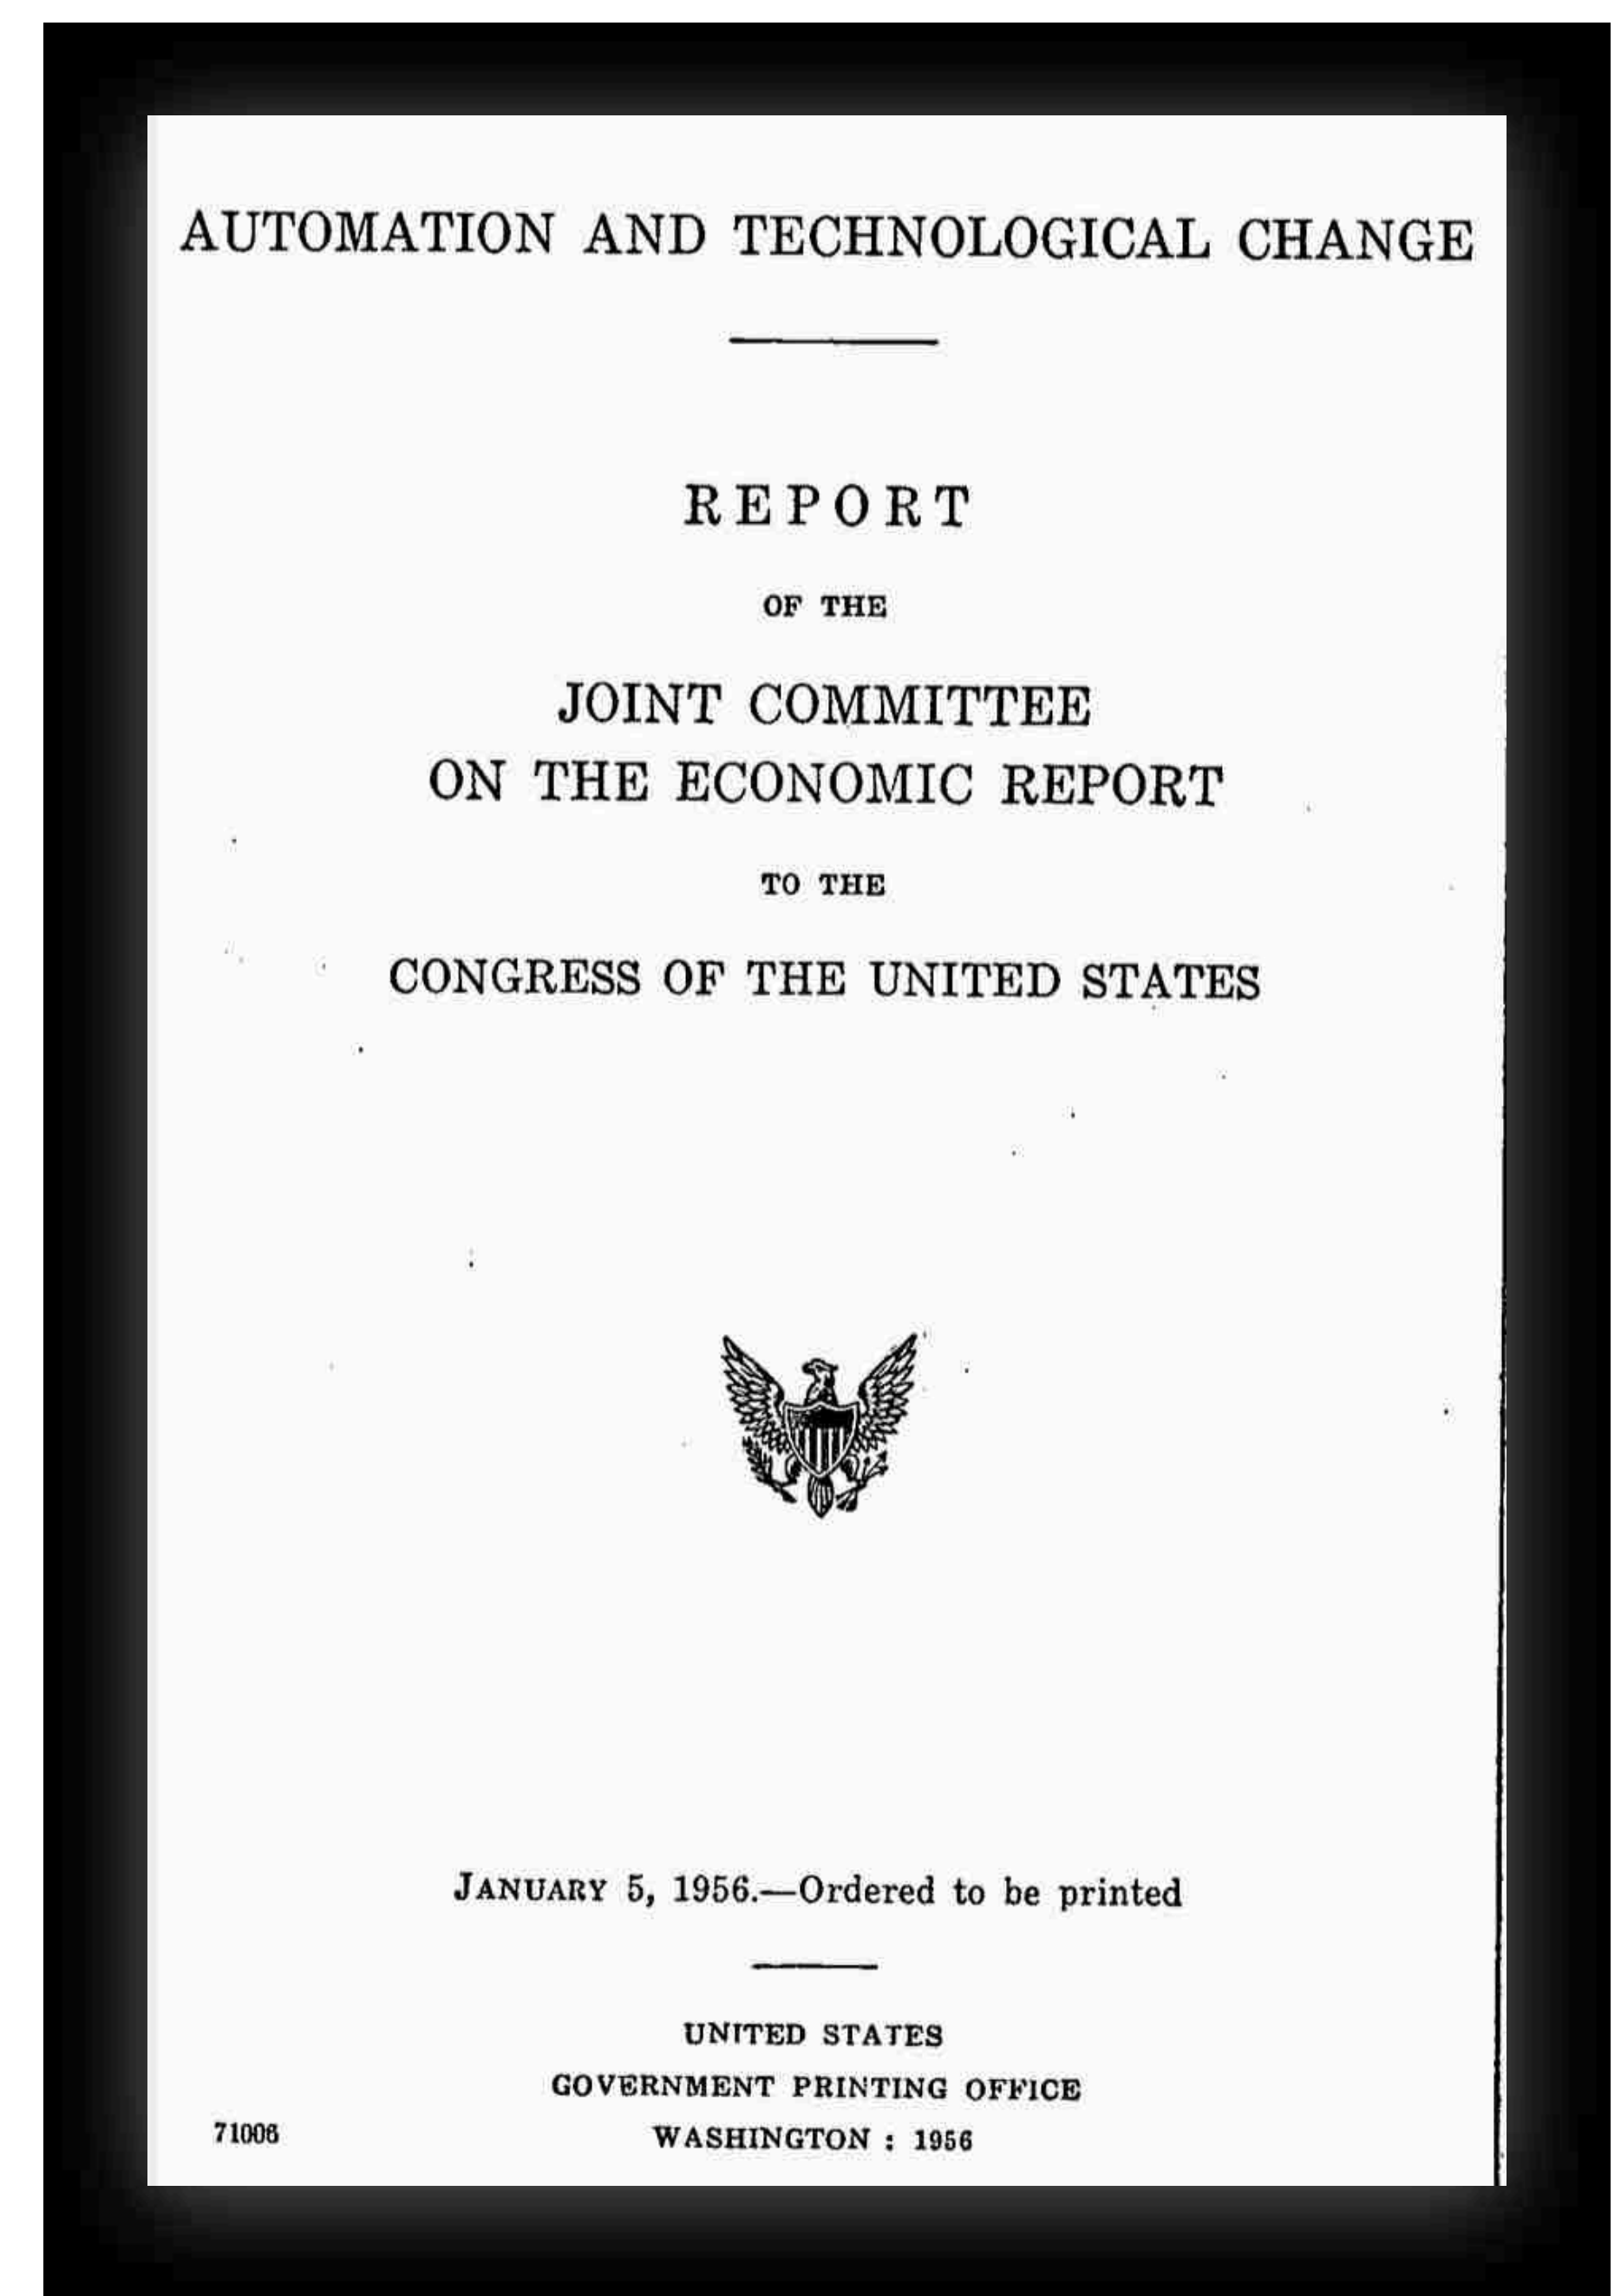 AUTOMATION AND TECHNOLOGICAL CHANGE
REPORT
OF THE
JOINT COMMITTEE
ON THE ECONOMIC REPORT
TO THE
CONGRESS OF THE UNITED STATES
JANUARY 5, 1956.—Ordered to be printed
UNITED STATES
GOVERNMENT PRINTING OFFICE
71006 WASHINGTON : 1956